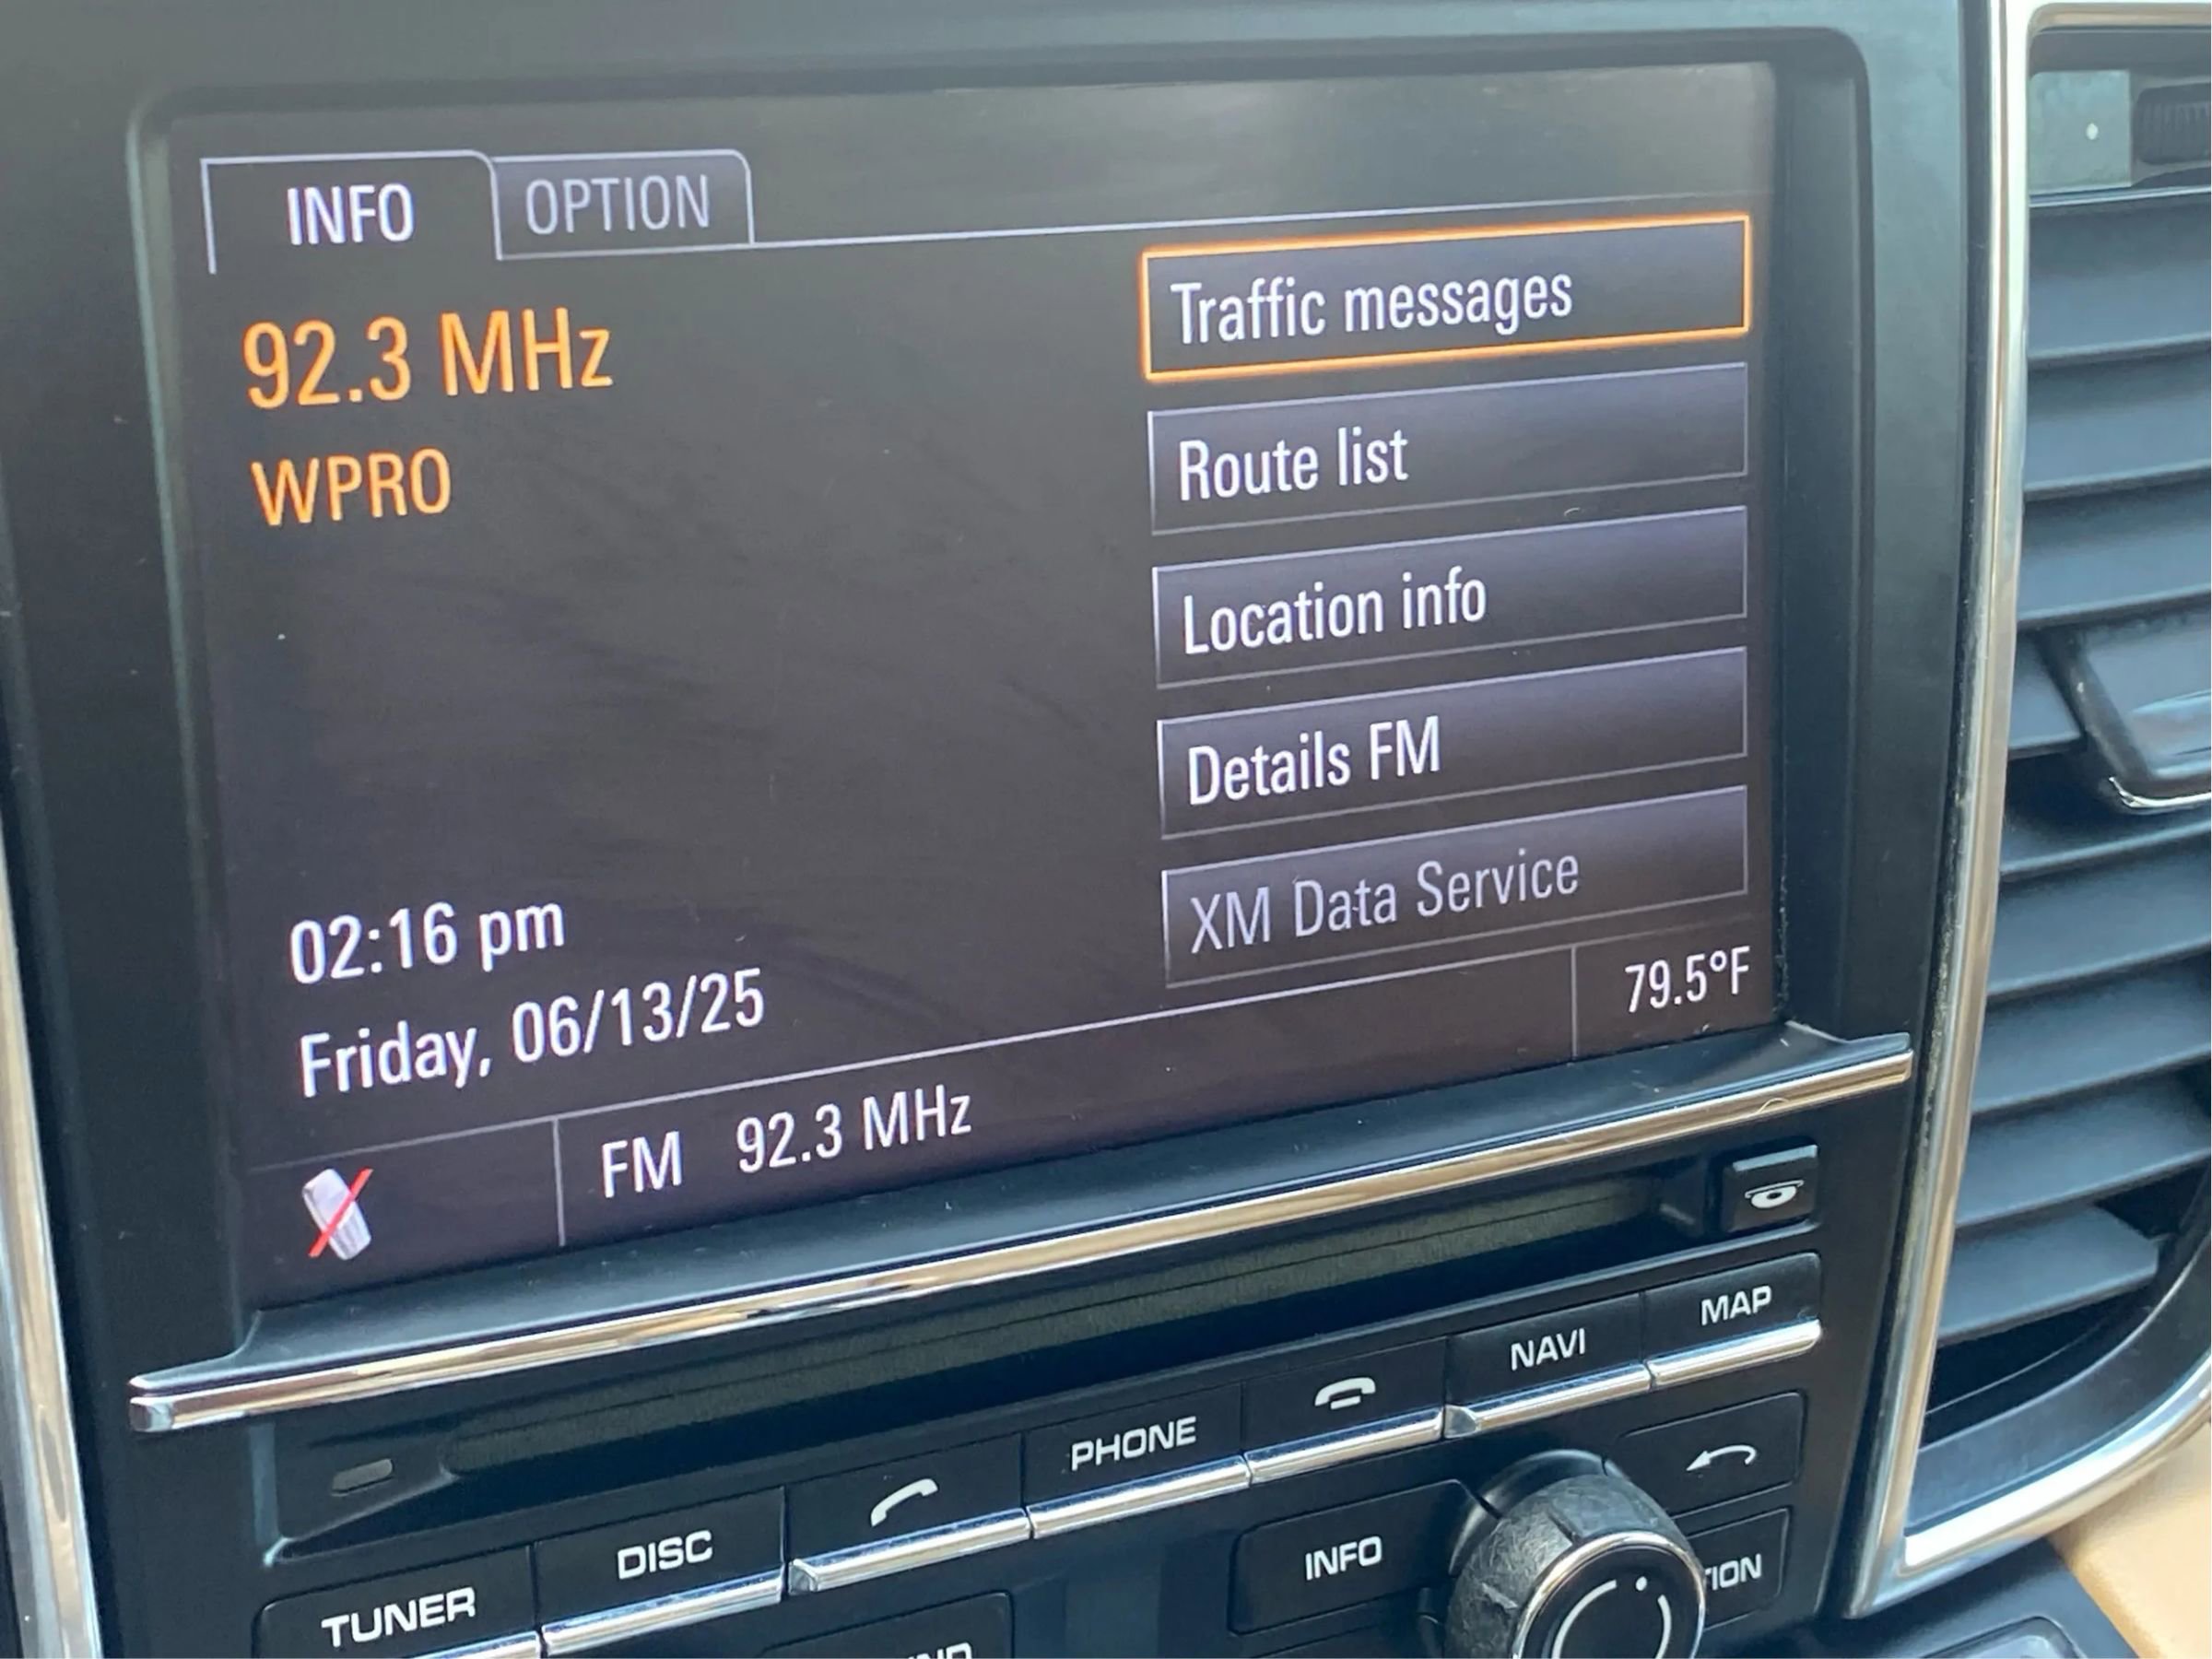 INFO OPTION
92.3 MHz
WPRO
Traffic messages
Route list
Location info
Details FM
XM Data Service
02:16 pm
Friday, 06/13/25
79.5°F
FM 92.3 MHz
MAP
NAVI
PHONE
DISC
TUNER
INFO